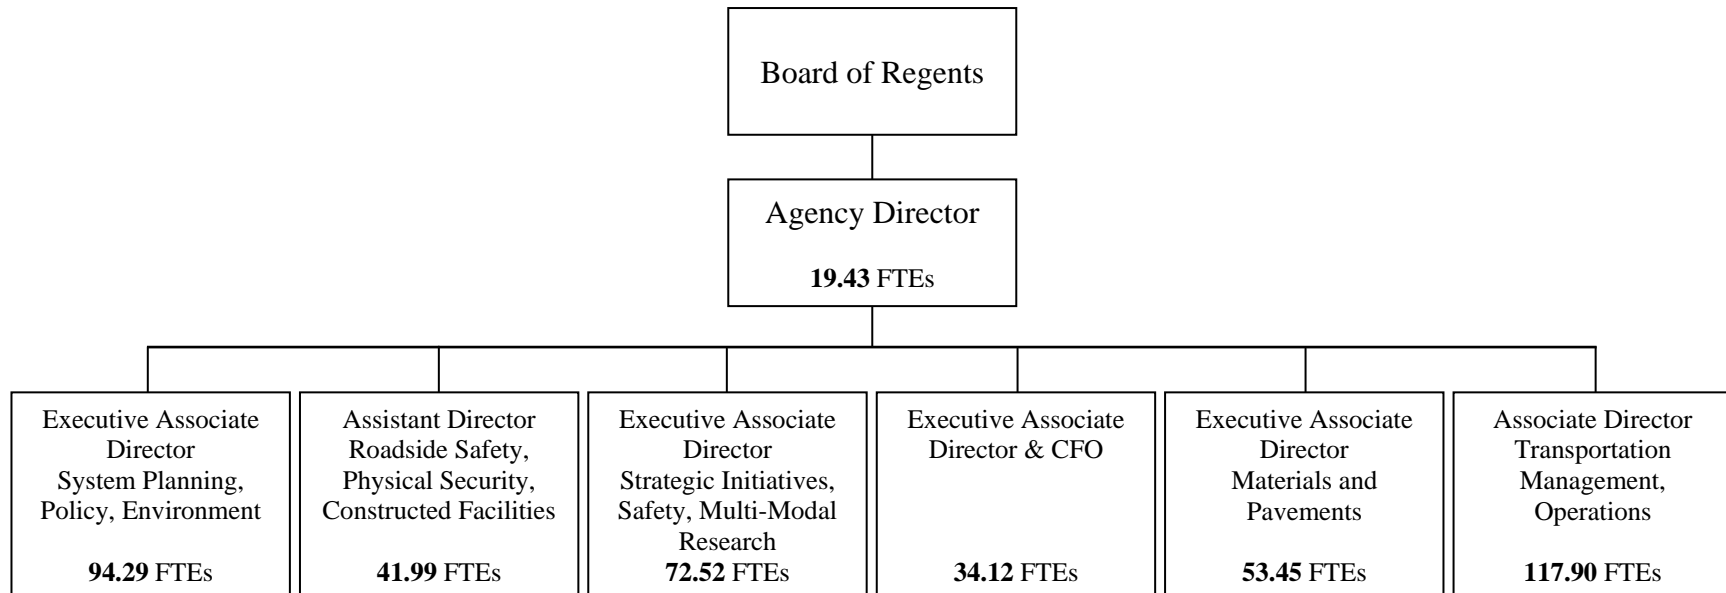 Board of Regents
Agency Director
19.43 FTEs
Executive Associate
Director
System Planning,
Policy, Environment
94.29 FTEs
Assistant Director
Roadside Safety,
Physical Security,
Constructed Facilities
41.99 FTEs
Executive Associate
Director
Strategic Initiatives,
Safety, Multi-Modal
Research
72.52 FTEs
Executive Associate
Director & CFO
34.12 FTEs
Executive Associate
Director
Materials and
Pavements
53.45 FTEs
Associate Director
Transportation
Management,
Operations
117.90 FTEs